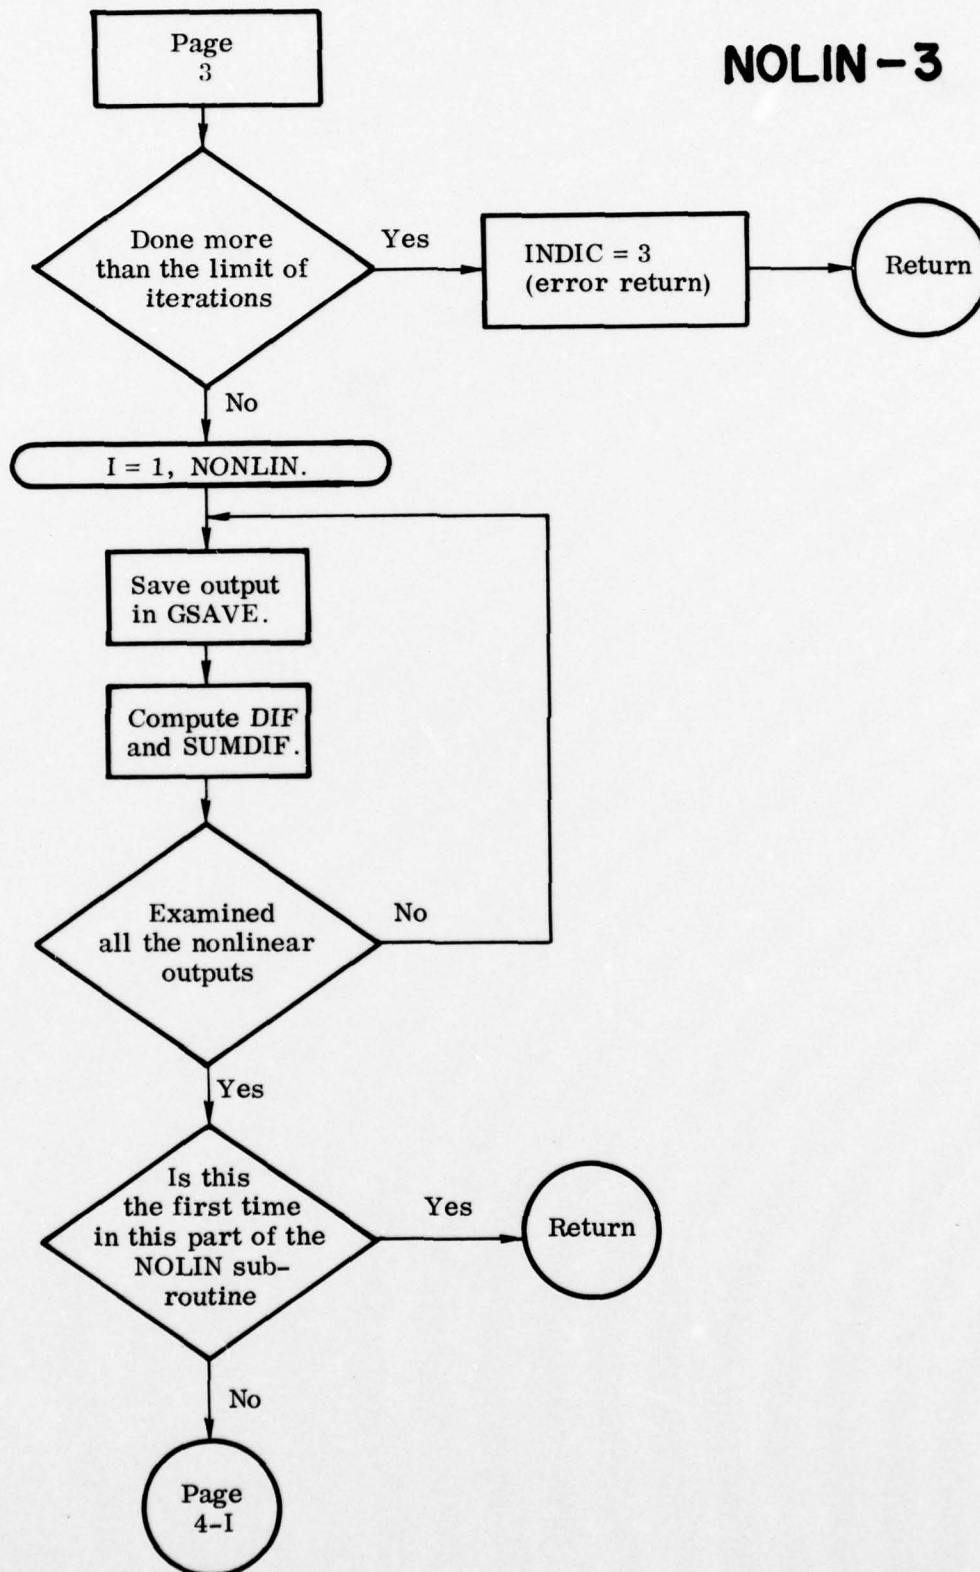 Page
3
NOLIN-3
Done more
than the limit of
iterations
Yes
INDIC = 3
(error return)
Return
No
I = 1, NONLIN.
Save output
in GSAVE.
Compute DIF
and SUMDIF.
Examined
all the nonlinear
outputs
No
Yes
Is this
the first time
in this part of the
NOLIN sub-
routine
Yes
Return
No
Page
4-I